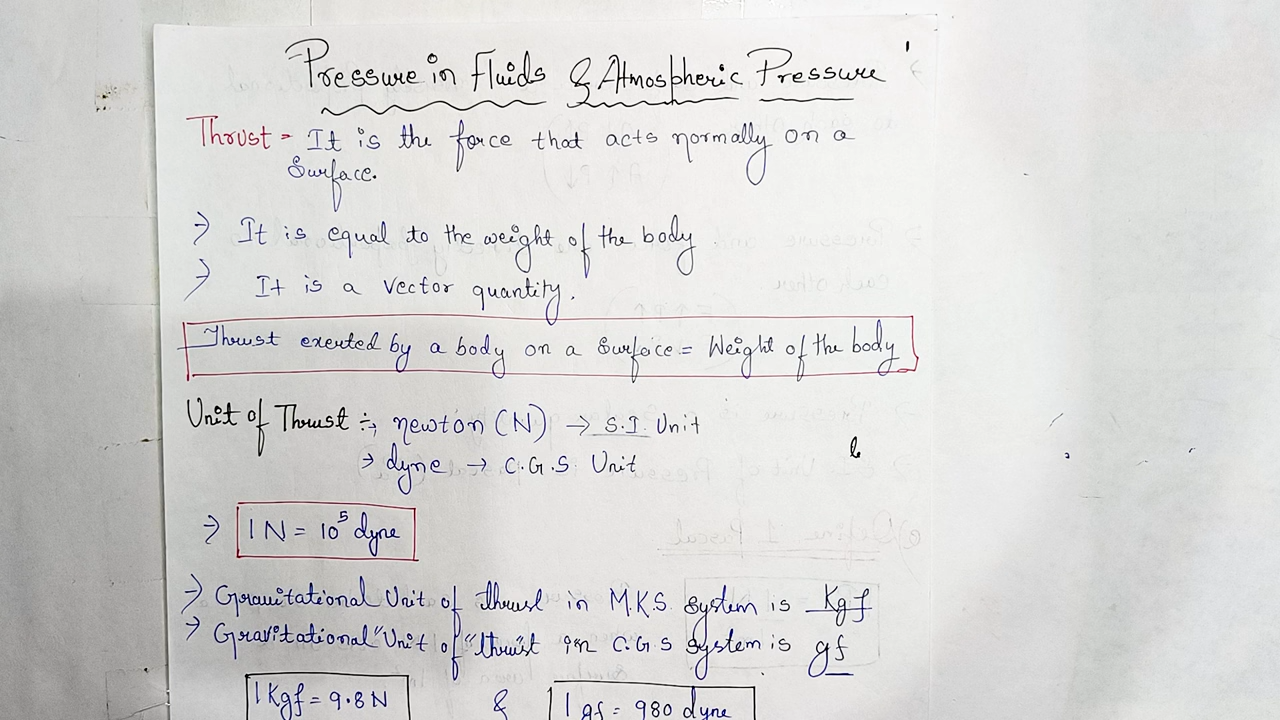 Pressure in Fluids & Atmospheric Pressure
Thrust - It is the force that acts normally on a
Surface.
→ It is equal to the weight of the body
→ It is a vector quantity.
Thrust exerted by a body on a Surface = Weight of the body
Unit of Thrust ÷→ newton (N) → S.I. Unit
→ dyne → C.G.S Unit
→ 1 N = 10⁵ dyne
→ Gravitational Unit of thrust in M.K.S. system is Kgf
→ Gravitational "Unit of "thrust in C.G.S system is gf
1 Kgf = 9.8 N & 1 gf = 980 dyne